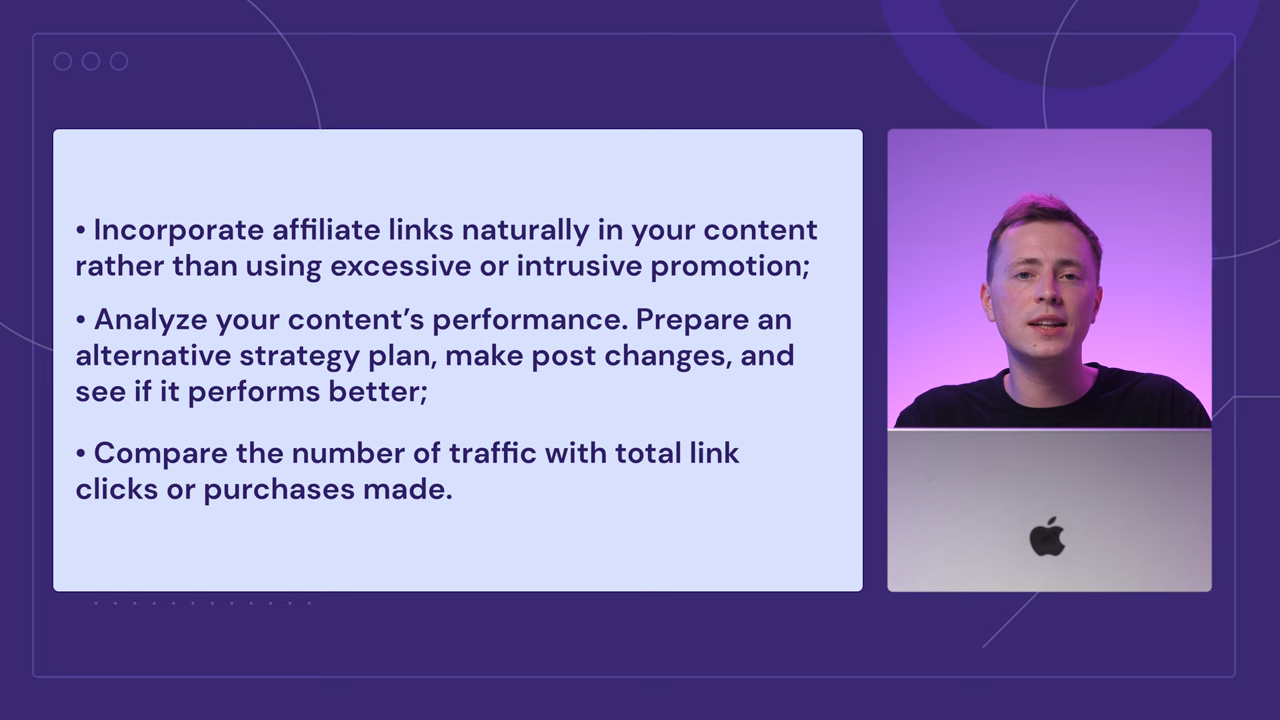 • Incorporate affiliate links naturally in your content
rather than using excessive or intrusive promotion;
• Analyze your content’s performance. Prepare an
alternative strategy plan, make post changes, and
see if it performs better;
• Compare the number of traffic with total link
clicks or purchases made.